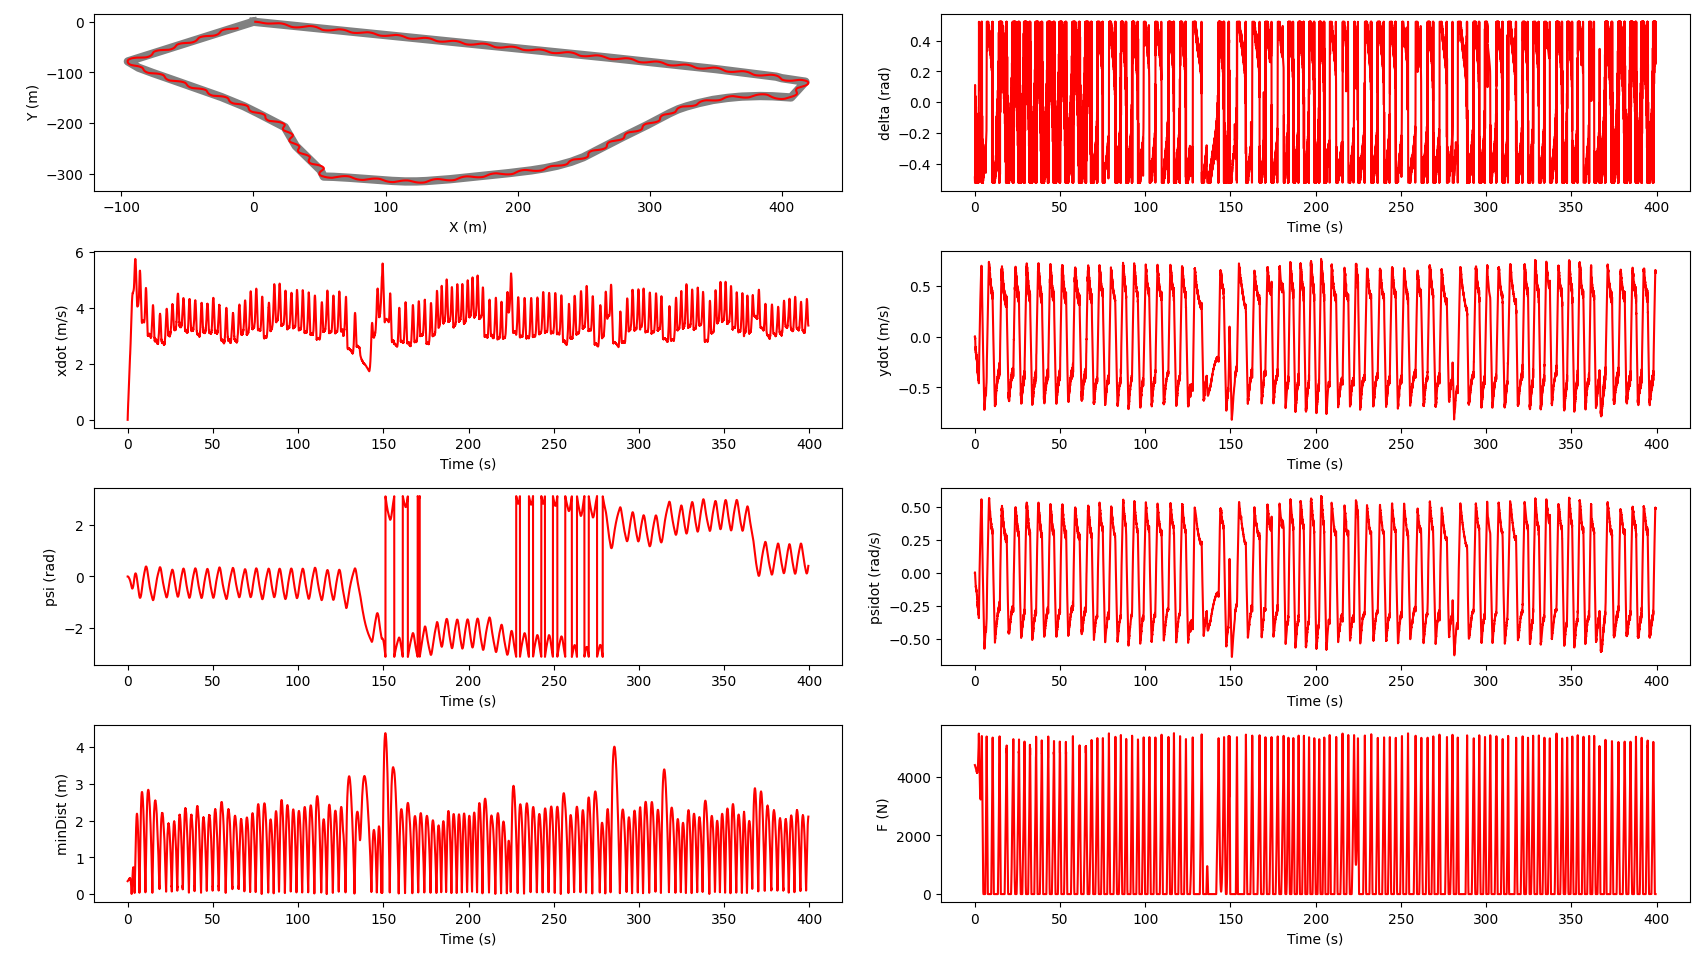 0
−100
−200
−300
Y (m)
−100 0 100 200 300 400
X (m)
0.4
0.2
0.0
−0.2
−0.4
delta (rad)
0 50 100 150 200 250 300 350 400
Time (s)
6
4
2
0
xdot (m/s)
0 50 100 150 200 250 300 350 400
Time (s)
0.5
0.0
−0.5
ydot (m/s)
0 50 100 150 200 250 300 350 400
Time (s)
2
0
−2
psi (rad)
0 50 100 150 200 250 300 350 400
Time (s)
0.50
0.25
0.00
−0.25
−0.50
psidot (rad/s)
0 50 100 150 200 250 300 350 400
Time (s)
4
3
2
1
0
minDist (m)
0 50 100 150 200 250 300 350 400
Time (s)
4000
2000
0
F (N)
0 50 100 150 200 250 300 350 400
Time (s)